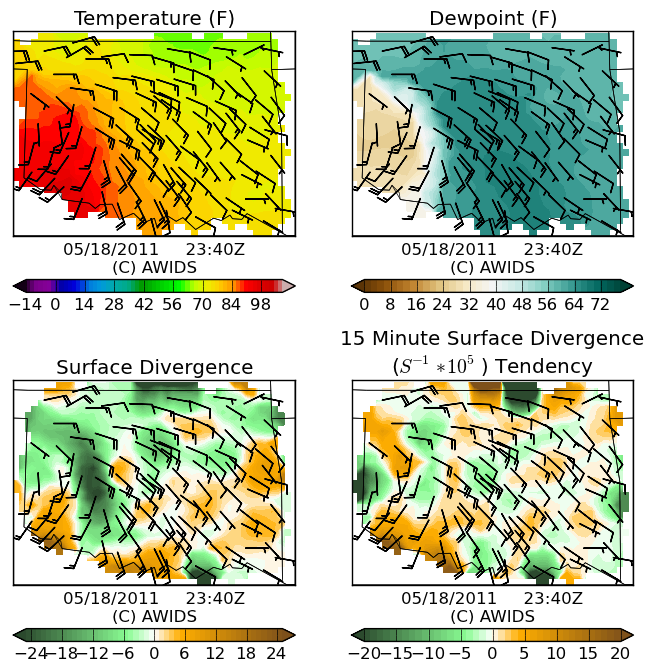 Temperature (F)
Dewpoint (F)
05/18/2011 23:40Z
(C) AWIDS
05/18/2011 23:40Z
(C) AWIDS
−14 0 14 28 42 56 70 84 98
0 8 16 24 32 40 48 56 64 72
Surface Divergence
15 Minute Surface Divergence
(S⁻¹ *10⁵ ) Tendency
05/18/2011 23:40Z
(C) AWIDS
05/18/2011 23:40Z
(C) AWIDS
−24 −18 −12 −6 0 6 12 18 24
−20 −15 −10 −5 0 5 10 15 20